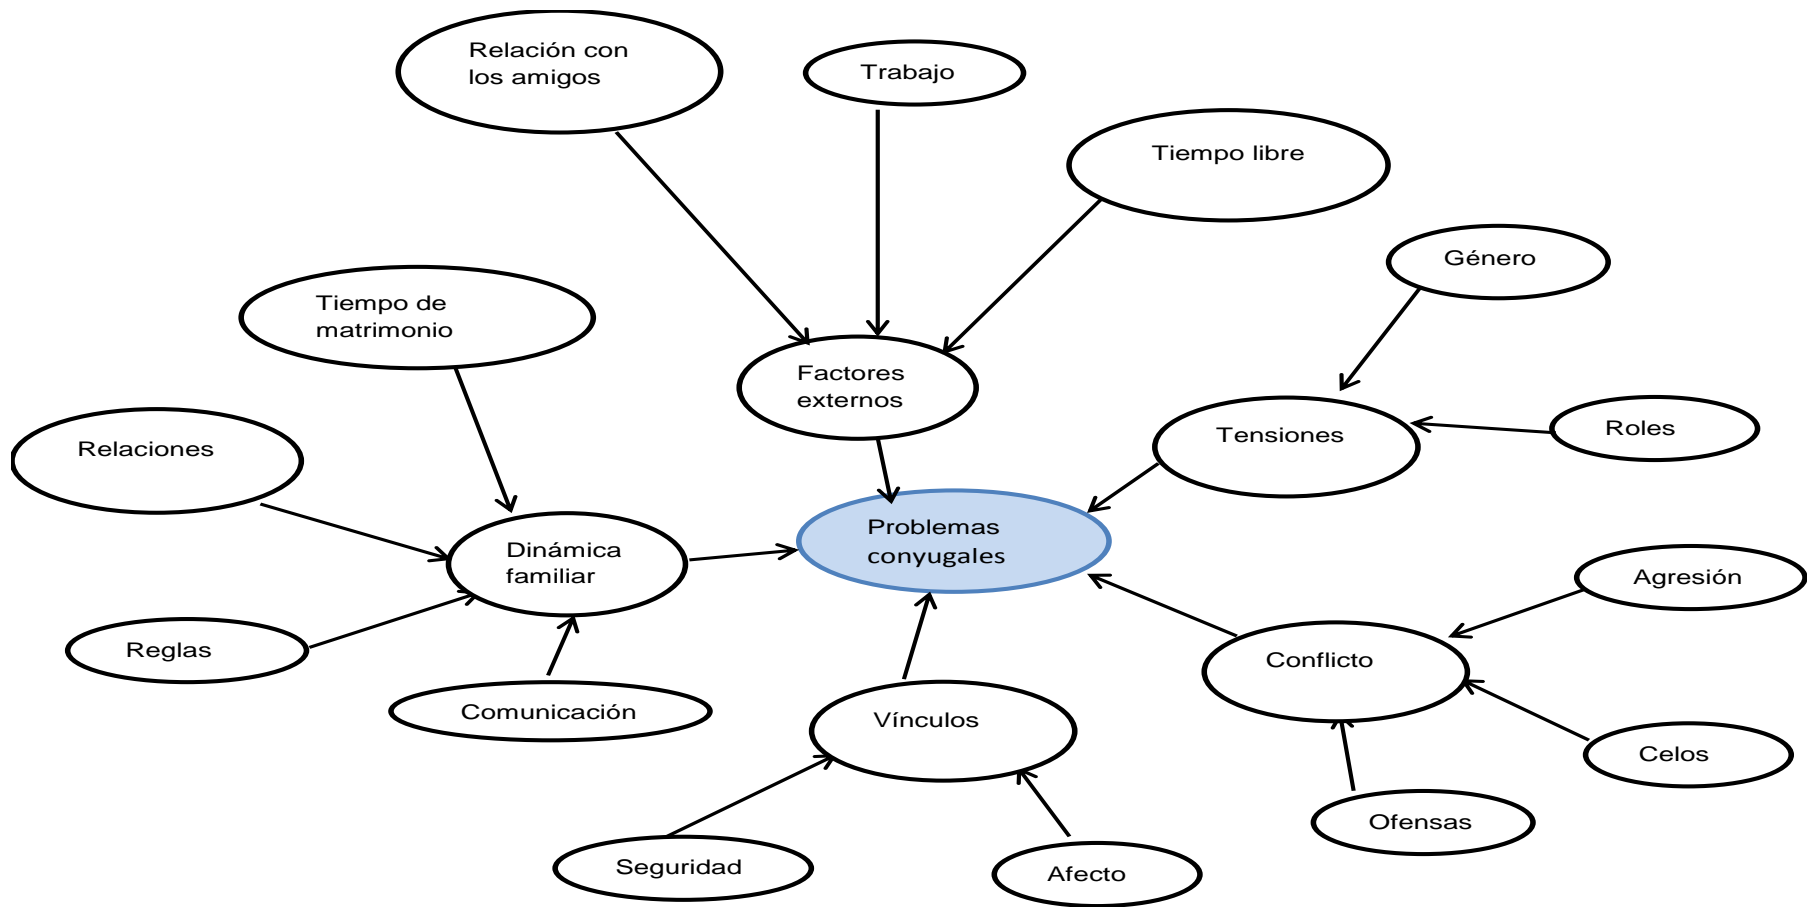 Relación con
los amigos
Trabajo
Tiempo libre
Género
Tiempo de
matrimonio
Factores
externos
Relaciones
Tensiones
Roles
Dinámica
familiar
Problemas
conyugales
Agresión
Reglas
Conflicto
Comunicación
Vínculos
Celos
Ofensas
Seguridad
Afecto